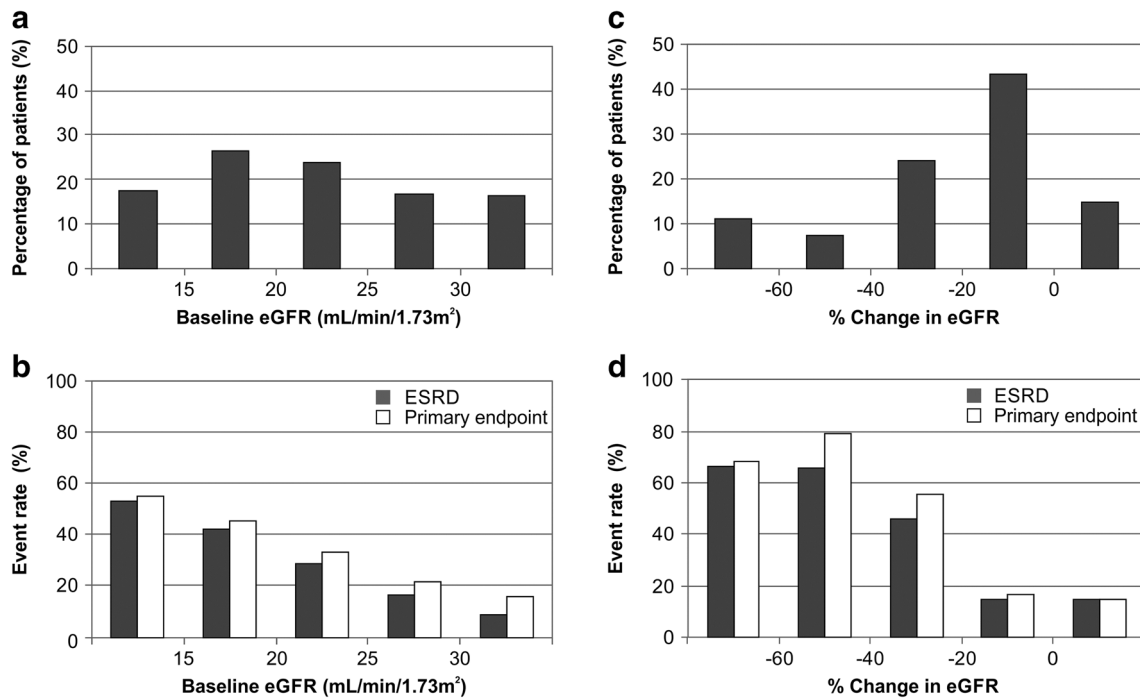 a
Percentage of patients (%)
50
40
30
20
10
0
15 20 25 30
Baseline eGFR (mL/min/1.73m²)
c
Percentage of patients (%)
50
40
30
20
10
0
-60 -40 -20 0
% Change in eGFR
b
Event rate (%)
100
80
60
40
20
0
ESRD
Primary endpoint
15 20 25 30
Baseline eGFR (mL/min/1.73m²)
d
Event rate (%)
100
80
60
40
20
0
ESRD
Primary endpoint
-60 -40 -20 0
% Change in eGFR